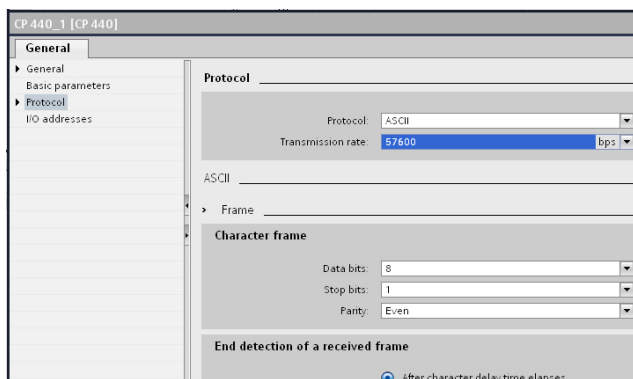 CP 440_1 [CP 440]
General
General
Basic parameters
Protocol
I/O addresses
Protocol
Protocol: ASCII
Transmission rate: 57600 bps
ASCII
Frame
Character frame
Data bits: 8
Stop bits: 1
Parity: Even
End detection of a received frame
After character delay time elapses